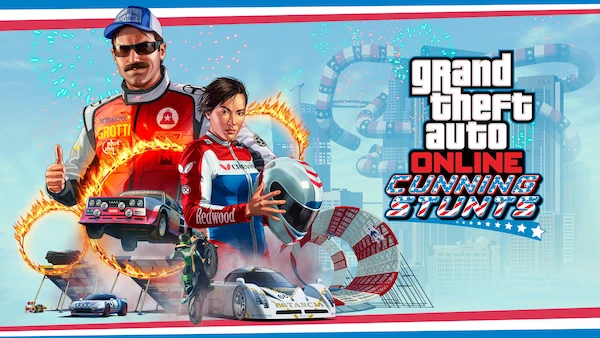 grand
theft
auto
ONLINE
CUNNING
STUNTS
GROTTI
Redwood